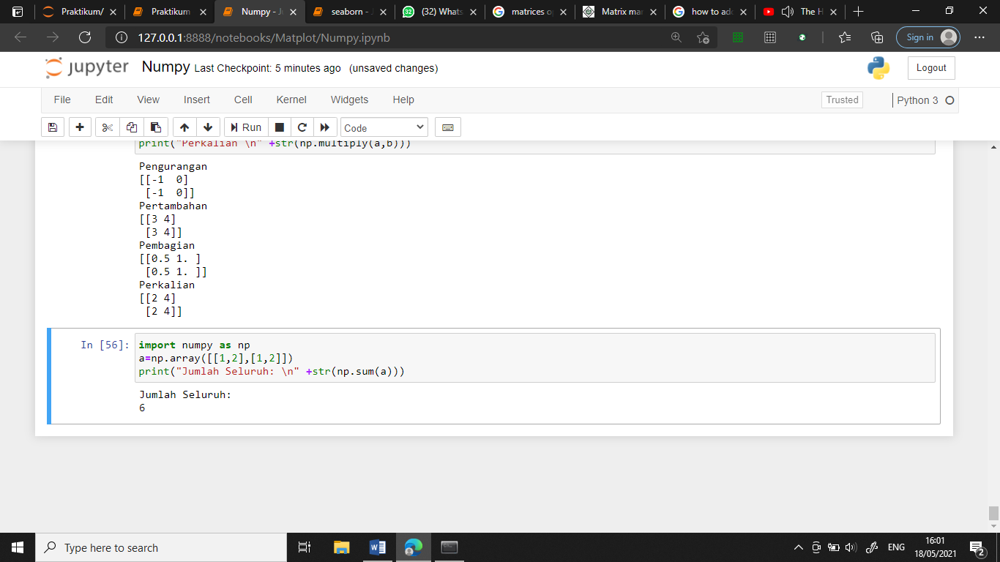 Praktikum/
Praktikum
Numpy - J
seaborn - J
(32) Whats
matrices o
Matrix ma
how to add
The H
127.0.0.1:8888/notebooks/Matplot/Numpy.ipynb
Sign in
jupyter Numpy Last Checkpoint: 5 minutes ago (unsaved changes)
Logout
File Edit View Insert Cell Kernel Widgets Help
Trusted
Python 3
Run
Code
print("Perkalian \n" +str(np.multiply(a,b)))
Pengurangan
[[-1  0]
 [-1  0]]
Pertambahan
[[3 4]
 [3 4]]
Pembagian
[[0.5 1. ]
 [0.5 1. ]]
Perkalian
[[2 4]
 [2 4]]
In [56]:
import numpy as np
a=np.array([[1,2],[1,2]])
print("Jumlah Seluruh: \n" +str(np.sum(a)))
Jumlah Seluruh:
6
Type here to search
ENG
16:01
18/05/2021
2